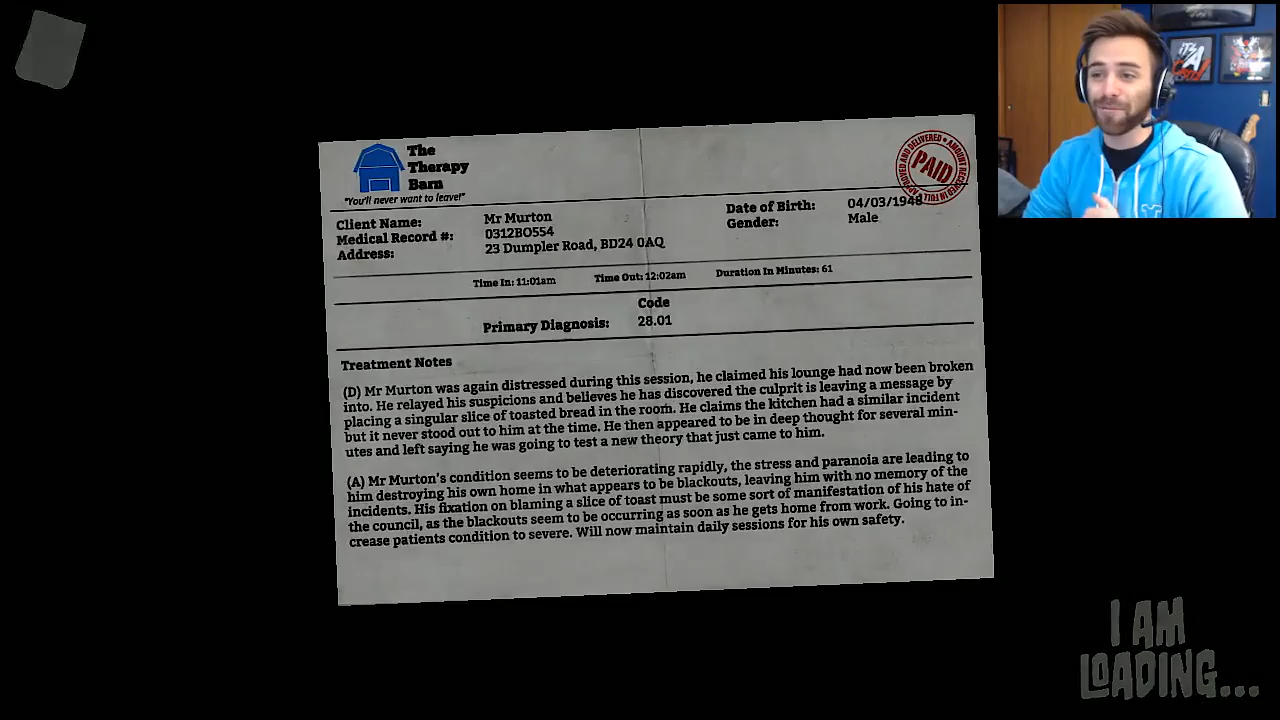 The
Therapy
Barn
"You'll never want to leave!"
PAID
Client Name: Mr Murton Date of Birth: 04/03/1948
Medical Record #: 0312BO554 Gender: Male
Address: 23 Dumpler Road, BD24 0AQ
Time In: 11:01am Time Out: 12:02am Duration In Minutes: 61
Code
Primary Diagnosis: 28.01
Treatment Notes
(D) Mr Murton was again distressed during this session, he claimed his lounge had now been broken
into. He relayed his suspicions and believes he has discovered the culprit is leaving a message by
placing a singular slice of toasted bread in the room. He claims the kitchen had a similar incident
but it never stood out to him at the time. He then appeared to be in deep thought for several min-
utes and left saying he was going to test a new theory that just came to him.
(A) Mr Murton's condition seems to be deteriorating rapidly, the stress and paranoia are leading to
him destroying his own home in what appears to be blackouts, leaving him with no memory of the
incidents. His fixation on blaming a slice of toast must be some sort of manifestation of his hate of
the council, as the blackouts seem to be occurring as soon as he gets home from work. Going to in-
crease patients condition to severe. Will now maintain daily sessions for his own safety.
I AM
LOADING...